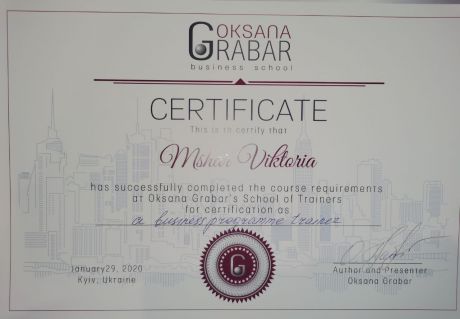 OKSANA
GRABAR
business school
CERTIFICATE
This is to certify that
Mshar Viktoria
has successfully completed the course requirements
at Oksana Grabar's School of Trainers
for certification as
a business programme trainer
January29, 2020
Kyiv, Ukraine
G
Author and Presenter
Oksana Grabar